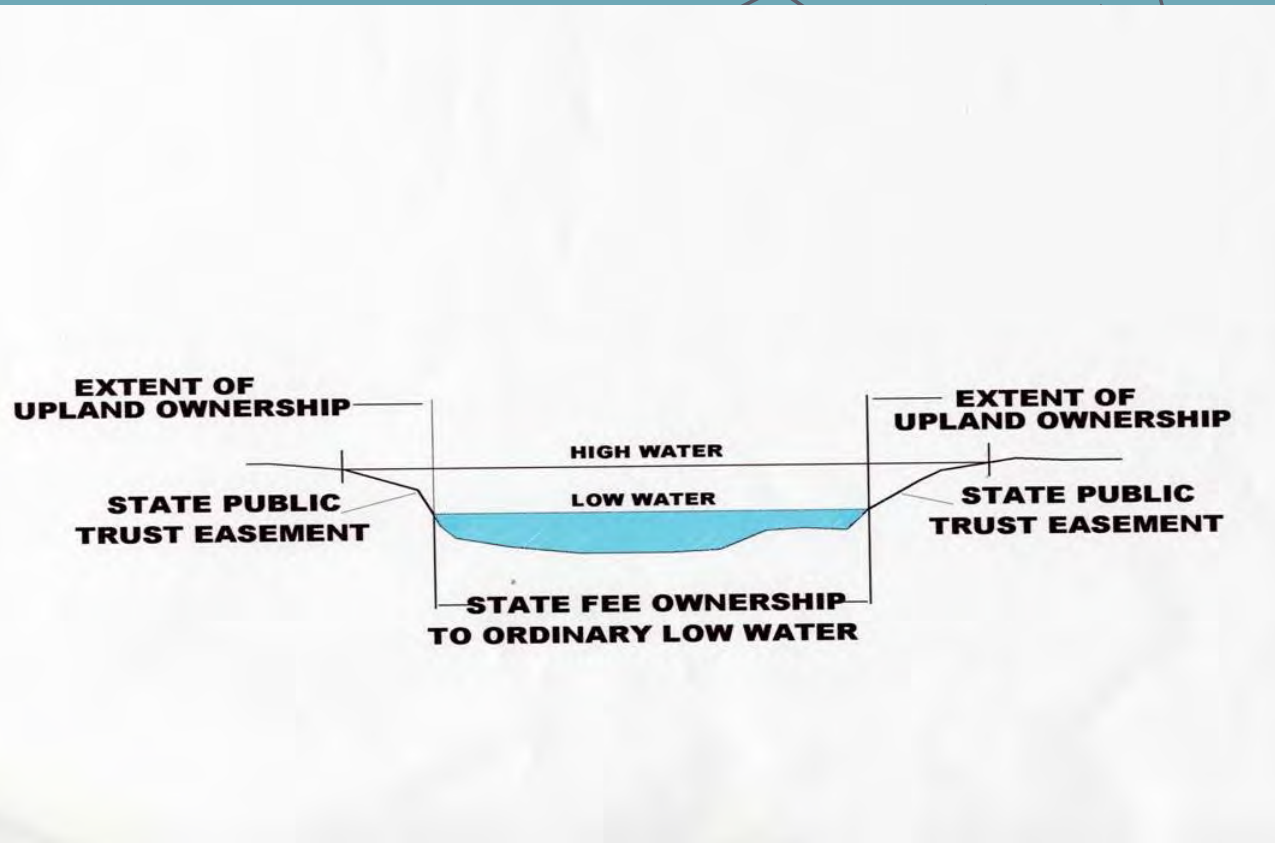 EXTENT OF
UPLAND OWNERSHIP
EXTENT OF
UPLAND OWNERSHIP
HIGH WATER
LOW WATER
STATE PUBLIC
TRUST EASEMENT
STATE PUBLIC
TRUST EASEMENT
STATE FEE OWNERSHIP
TO ORDINARY LOW WATER